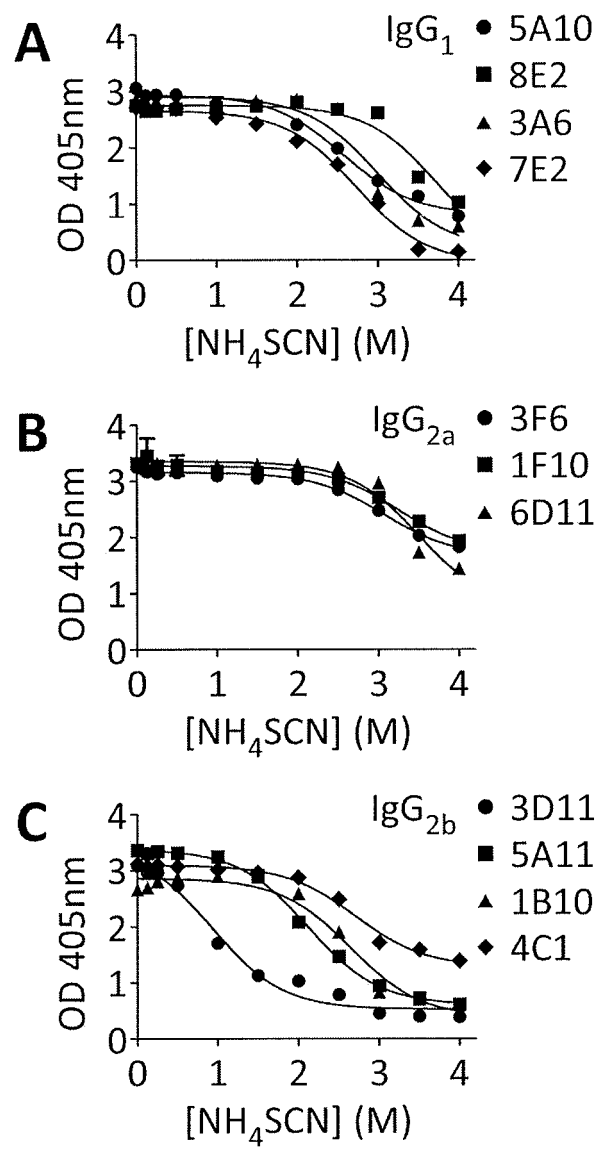 A
IgG1
5A10
8E2
3A6
7E2
OD 405nm
4
3
2
1
0
0 1 2 3 4
[NH4SCN] (M)
B
IgG2a
3F6
1F10
6D11
OD 405nm
4
3
2
1
0
0 1 2 3 4
[NH4SCN] (M)
C
IgG2b
3D11
5A11
1B10
4C1
OD 405nm
4
3
2
1
0
0 1 2 3 4
[NH4SCN] (M)